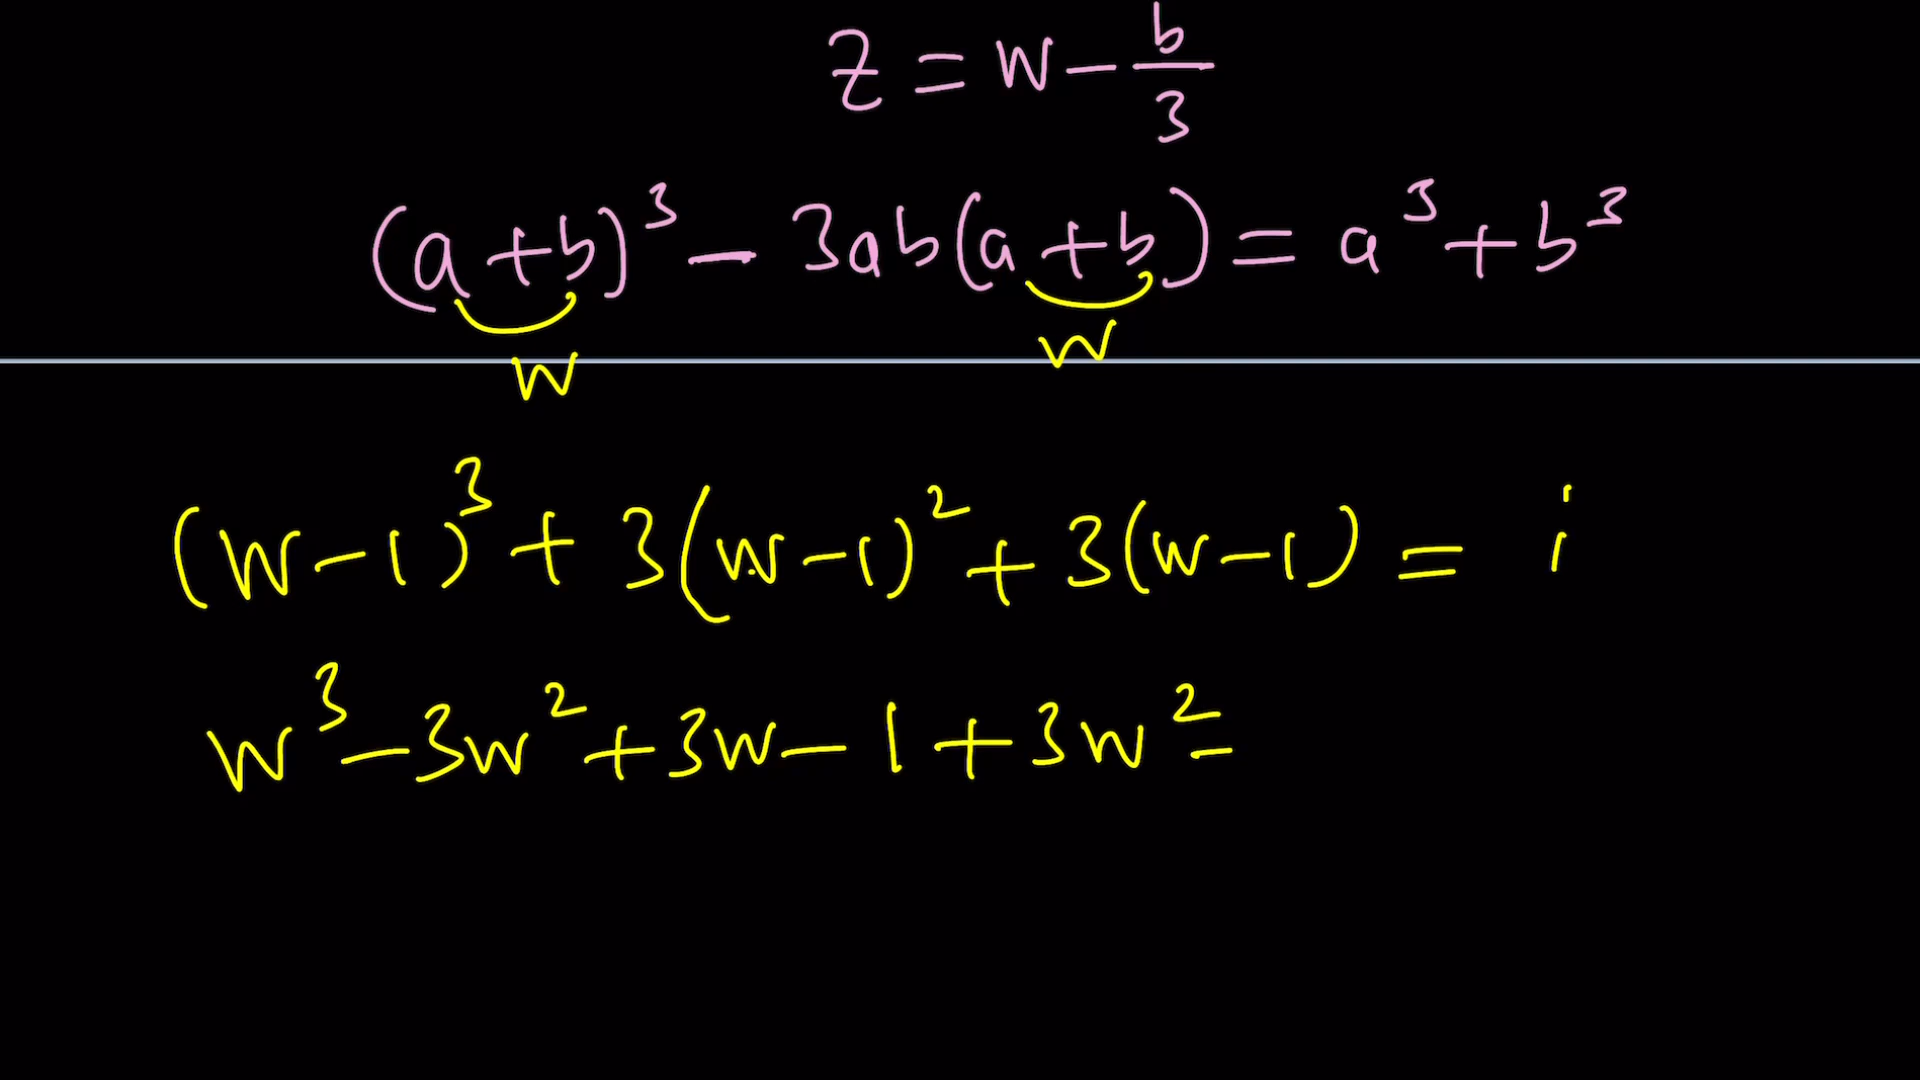 z = w - b/3
(a+b)³ - 3ab(a+b) = a³ + b³
w w
(w-1)³ + 3(w-1)² + 3(w-1) = i
w³ - 3w² + 3w - 1 + 3w² -